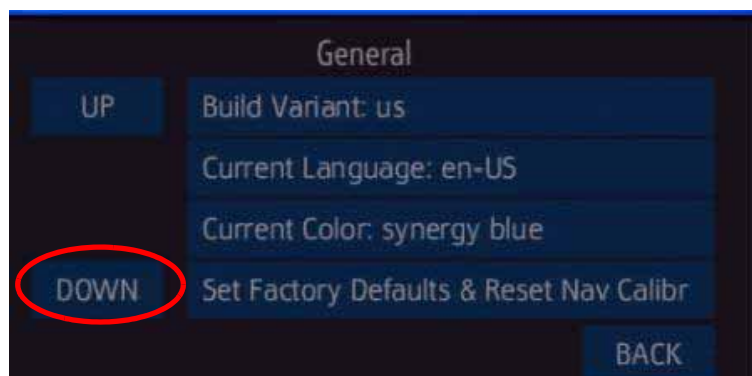 General
UP
Build Variant: us
Current Language: en-US
Current Color: synergy blue
DOWN
Set Factory Defaults & Reset Nav Calibr
BACK